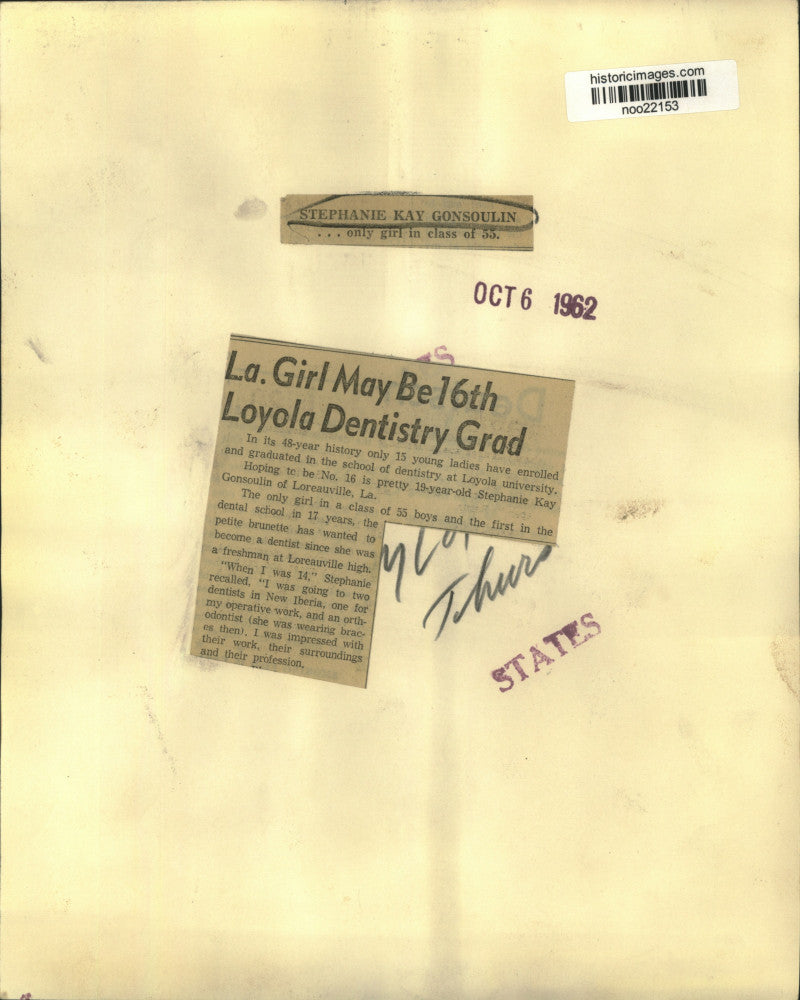 historicimages.com
noo22153
STEPHANIE KAY GONSOULIN
. . . only girl in class of 55.
OCT 6 1962
ES
La. Girl May Be 16th
Loyola Dentistry Grad
In its 48-year history only 15 young ladies have enrolled
and graduated in the school of dentistry at Loyola university.
Hoping to be No. 16 is pretty 19-year-old Stephanie Kay
Gonsoulin of Loreauville, La.
The only girl in a class of 55 boys and the first in the
dental school in 17 years, the
petite brunette has wanted to
become a dentist since she was
a freshman at Loreauville high.
"When I was 14," Stephanie
recalled, "I was going to two
dentists in New Iberia, one for
my operative work, and an orth-
odontist (she was wearing brac-
es then). I was impressed with
their work, their surroundings
and their profession.
Thurs
STATES